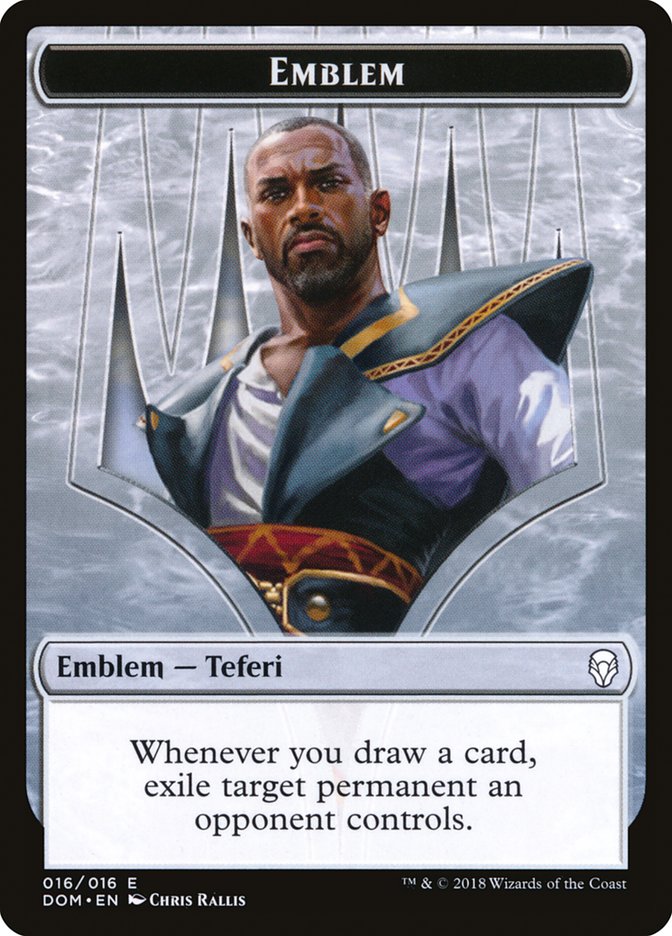 Emblem
Emblem — Teferi
Whenever you draw a card,
exile target permanent an
opponent controls.
016/016 E
DOM • EN Chris Rallis
™ & © 2018 Wizards of the Coast